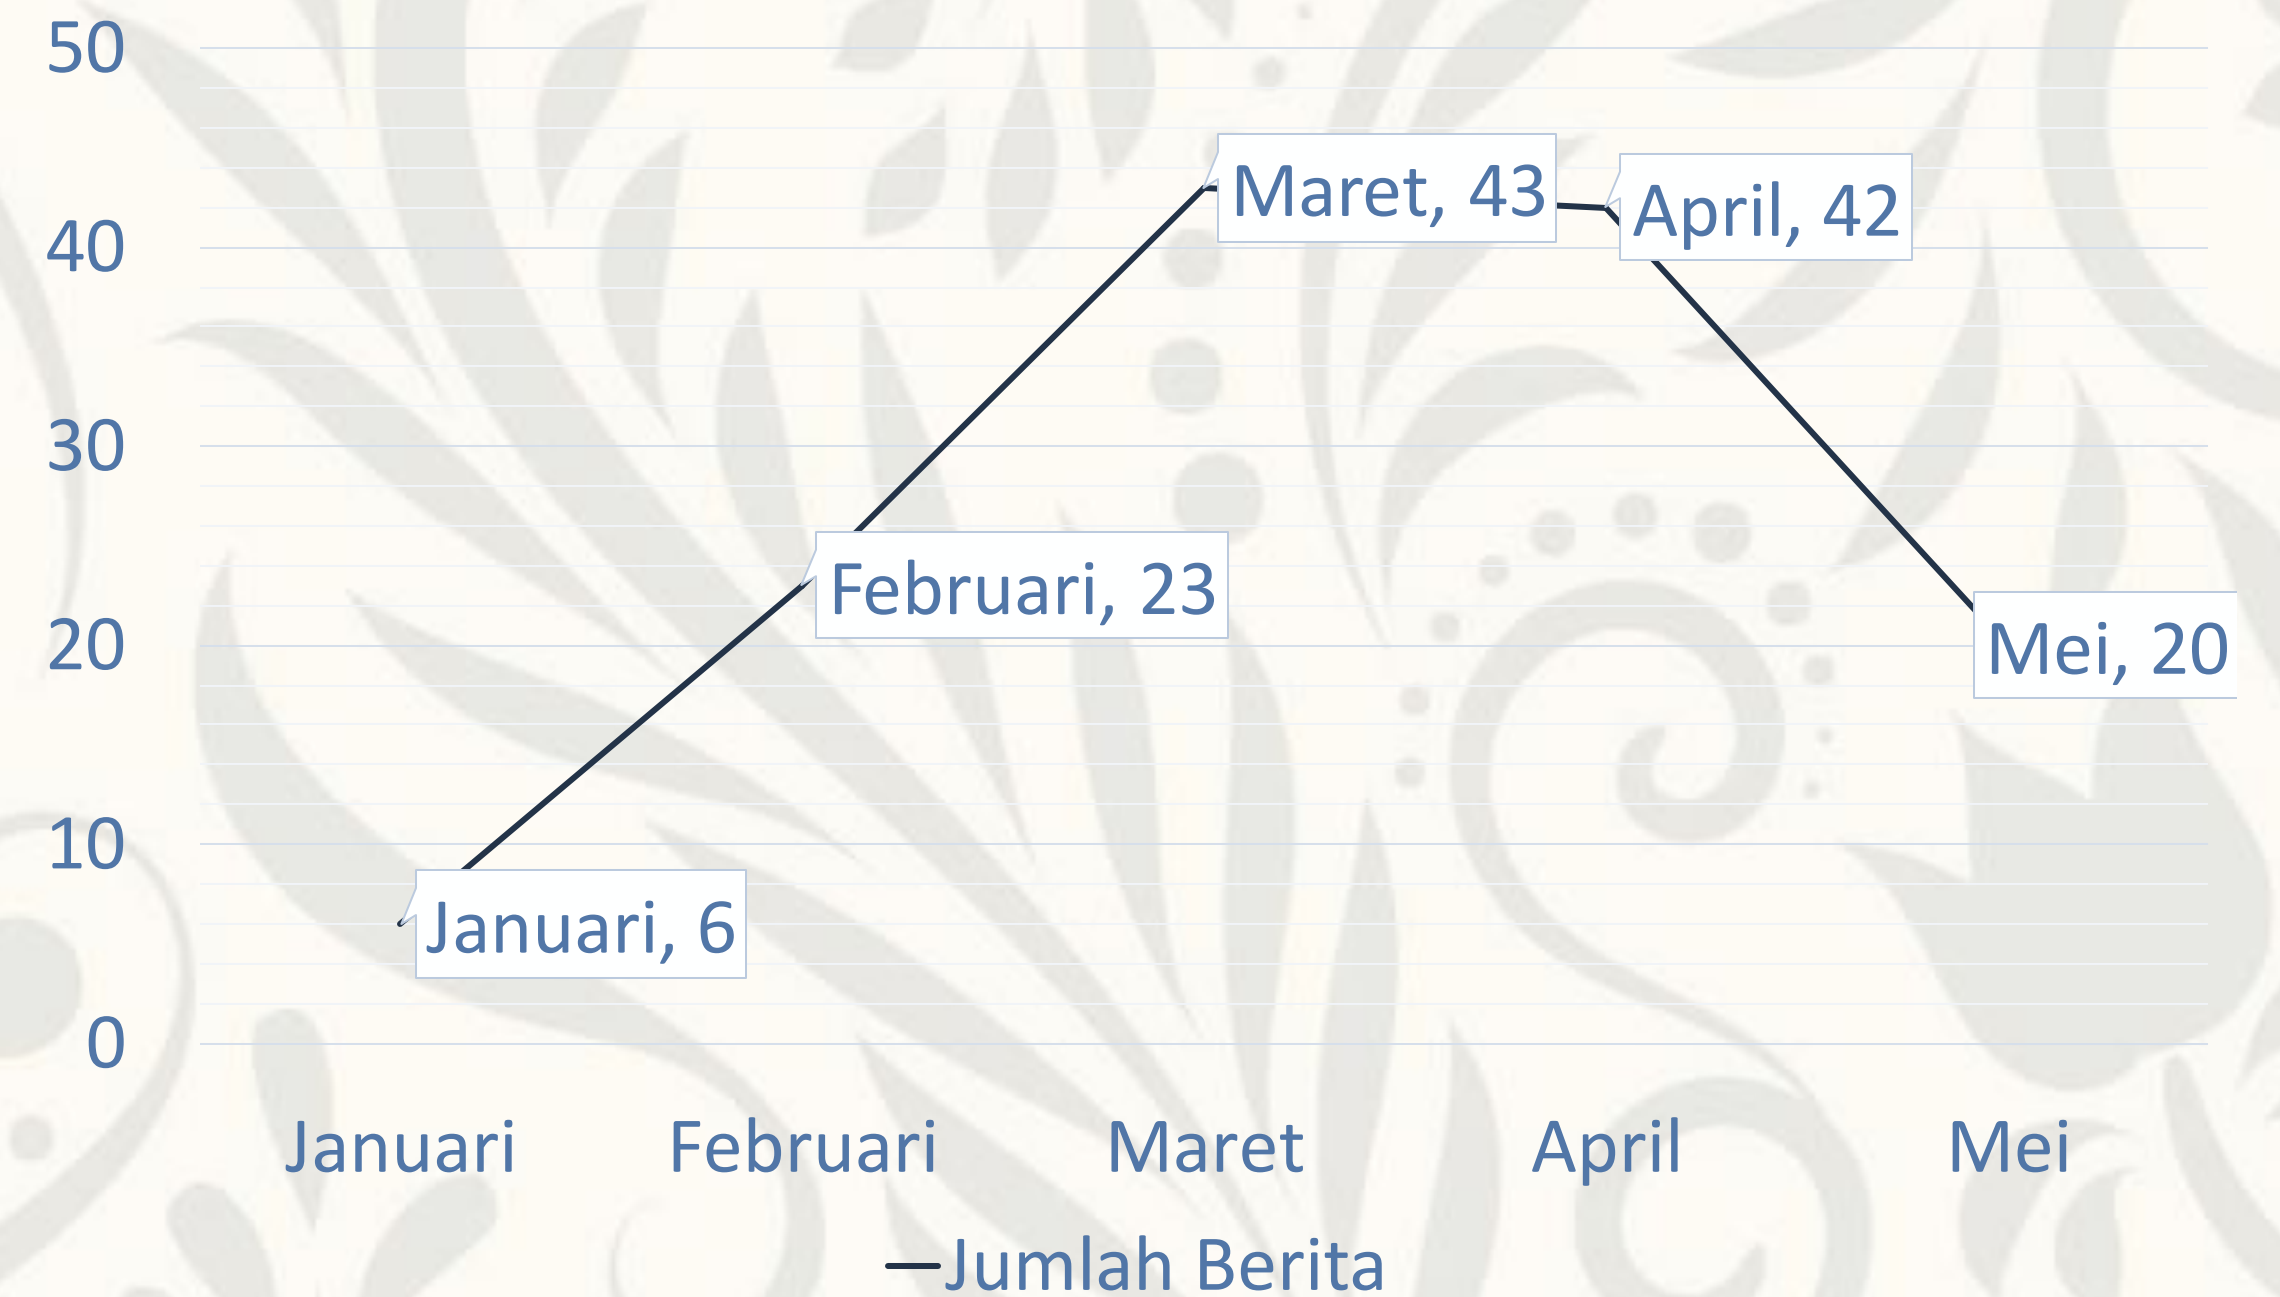 50
40
30
20
10
0
Maret, 43
April, 42
Februari, 23
Mei, 20
Januari, 6
Januari
Februari
Maret
April
Mei
Jumlah Berita